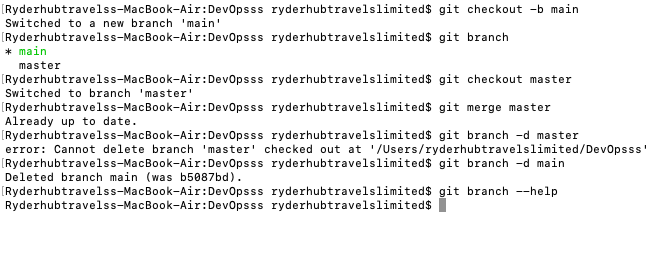 [Ryderhubtravelss-MacBook-Air:DevOpsss ryderhubtravelslimited$ git checkout -b main
Switched to a new branch 'main'
[Ryderhubtravelss-MacBook-Air:DevOpsss ryderhubtravelslimited$ git branch
* main
  master
[Ryderhubtravelss-MacBook-Air:DevOpsss ryderhubtravelslimited$ git checkout master
Switched to branch 'master'
[Ryderhubtravelss-MacBook-Air:DevOpsss ryderhubtravelslimited$ git merge master
Already up to date.
[Ryderhubtravelss-MacBook-Air:DevOpsss ryderhubtravelslimited$ git branch -d master
error: Cannot delete branch 'master' checked out at '/Users/ryderhubtravelslimited/DevOpsss'
[Ryderhubtravelss-MacBook-Air:DevOpsss ryderhubtravelslimited$ git branch -d main
Deleted branch main (was b5087bd).
[Ryderhubtravelss-MacBook-Air:DevOpsss ryderhubtravelslimited$ git branch --help
Ryderhubtravelss-MacBook-Air:DevOpsss ryderhubtravelslimited$